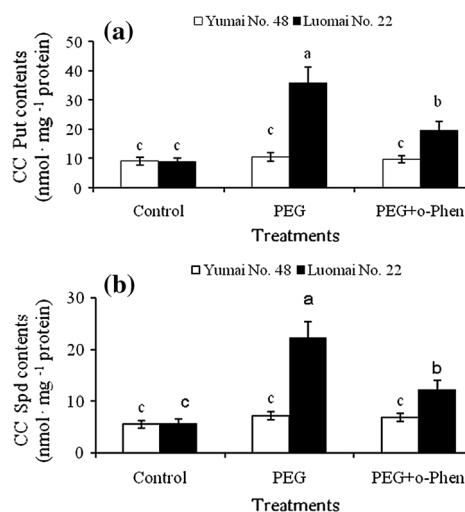 (a)
□ Yumai No. 48 ■ Luomai No. 22
CC Put contents
(nmol · mg -1 protein)
50
40
30
20
10
0
c c c a c b
Control PEG PEG+o-Phen
Treatments
(b)
□ Yumai No. 48 ■ Luomai No. 22
CC Spd contents
(nmol · mg -1 protein)
30
20
10
0
c c c a c b
Control PEG PEG+o-Phen
Treatments